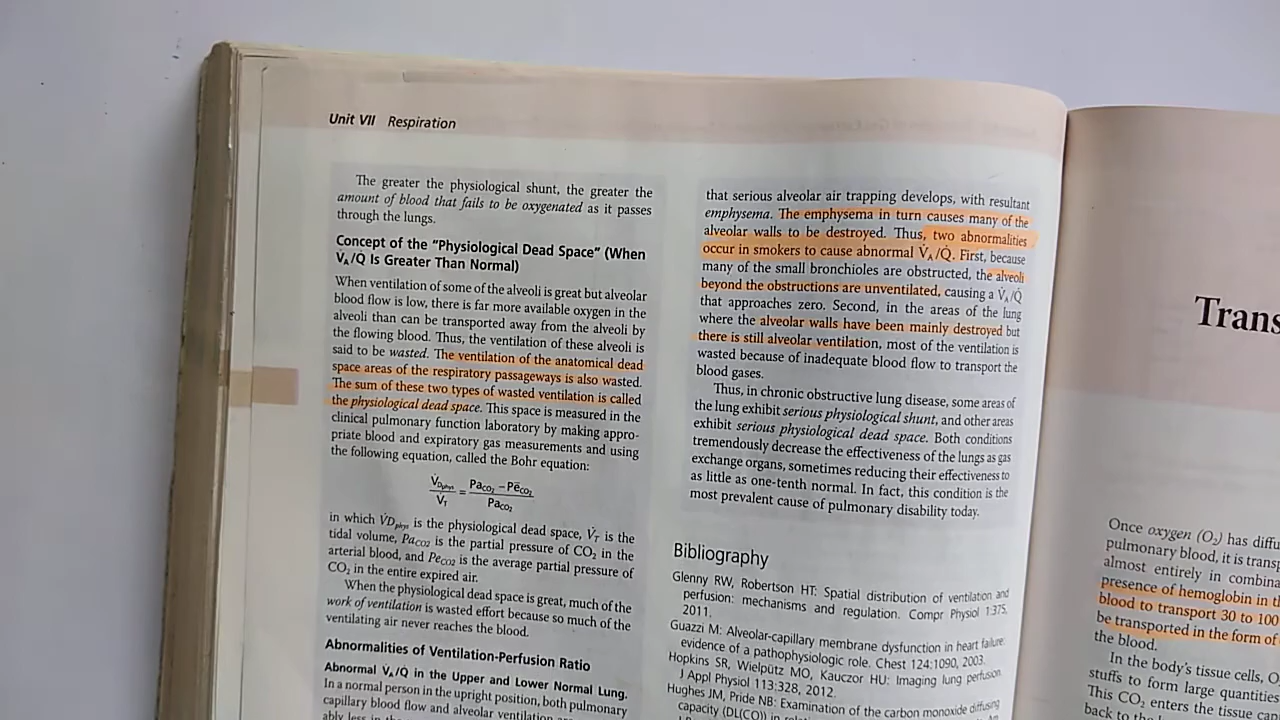 Unit VII Respiration
The greater the physiological shunt, the greater the
amount of blood that fails to be oxygenated as it passes
through the lungs.
Concept of the "Physiological Dead Space" (When
V̇A/Q̇ Is Greater Than Normal)
When ventilation of some of the alveoli is great but alveolar
blood flow is low, there is far more available oxygen in the
alveoli than can be transported away from the alveoli by
the flowing blood. Thus, the ventilation of these alveoli is
said to be wasted. The ventilation of the anatomical dead
space areas of the respiratory passageways is also wasted.
The sum of these two types of wasted ventilation is called
the physiological dead space. This space is measured in the
clinical pulmonary function laboratory by making appro-
priate blood and expiratory gas measurements and using
the following equation, called the Bohr equation:
V̇Dphys/V̇T = (PaCO2 − PēCO2)/PaCO2
in which V̇Dphys is the physiological dead space, V̇T is the
tidal volume, PaCO2 is the partial pressure of CO2 in the
arterial blood, and PeCO2 is the average partial pressure of
CO2 in the entire expired air.
When the physiological dead space is great, much of the
work of ventilation is wasted effort because so much of the
ventilating air never reaches the blood.
Abnormalities of Ventilation-Perfusion Ratio
Abnormal V̇A/Q̇ in the Upper and Lower Normal Lung.
In a normal person in the upright position, both pulmonary
capillary blood flow and alveolar ventilation are
ably less in the
that serious alveolar air trapping develops, with resultant
emphysema. The emphysema in turn causes many of the
alveolar walls to be destroyed. Thus, two abnormalities
occur in smokers to cause abnormal V̇A/Q̇. First, because
many of the small bronchioles are obstructed, the alveoli
beyond the obstructions are unventilated, causing a V̇A/Q̇
that approaches zero. Second, in the areas of the lung
where the alveolar walls have been mainly destroyed but
there is still alveolar ventilation, most of the ventilation is
wasted because of inadequate blood flow to transport the
blood gases.
Thus, in chronic obstructive lung disease, some areas of
the lung exhibit serious physiological shunt, and other areas
exhibit serious physiological dead space. Both conditions
tremendously decrease the effectiveness of the lungs as gas
exchange organs, sometimes reducing their effectiveness to
as little as one-tenth normal. In fact, this condition is the
most prevalent cause of pulmonary disability today.
Bibliography
Glenny RW, Robertson HT: Spatial distribution of ventilation and
perfusion: mechanisms and regulation. Compr Physiol 1:375,
2011.
Guazzi M: Alveolar-capillary membrane dysfunction in heart failure:
evidence of a pathophysiologic role. Chest 124:1090, 2003.
Hopkins SR, Wielpütz MO, Kauczor HU: Imaging lung perfusion.
J Appl Physiol 113:328, 2012.
Hughes JM, Pride NB: Examination of the carbon monoxide diffusing
capacity (DL(CO)) in
Trans
Once oxygen (O2) has diffu
pulmonary blood, it is transp
almost entirely in combina
presence of hemoglobin in th
blood to transport 30 to 100
be transported in the form of
the blood.
In the body's tissue cells, O
stuffs to form large quantities
This CO2 enters the tissue cap
back to the